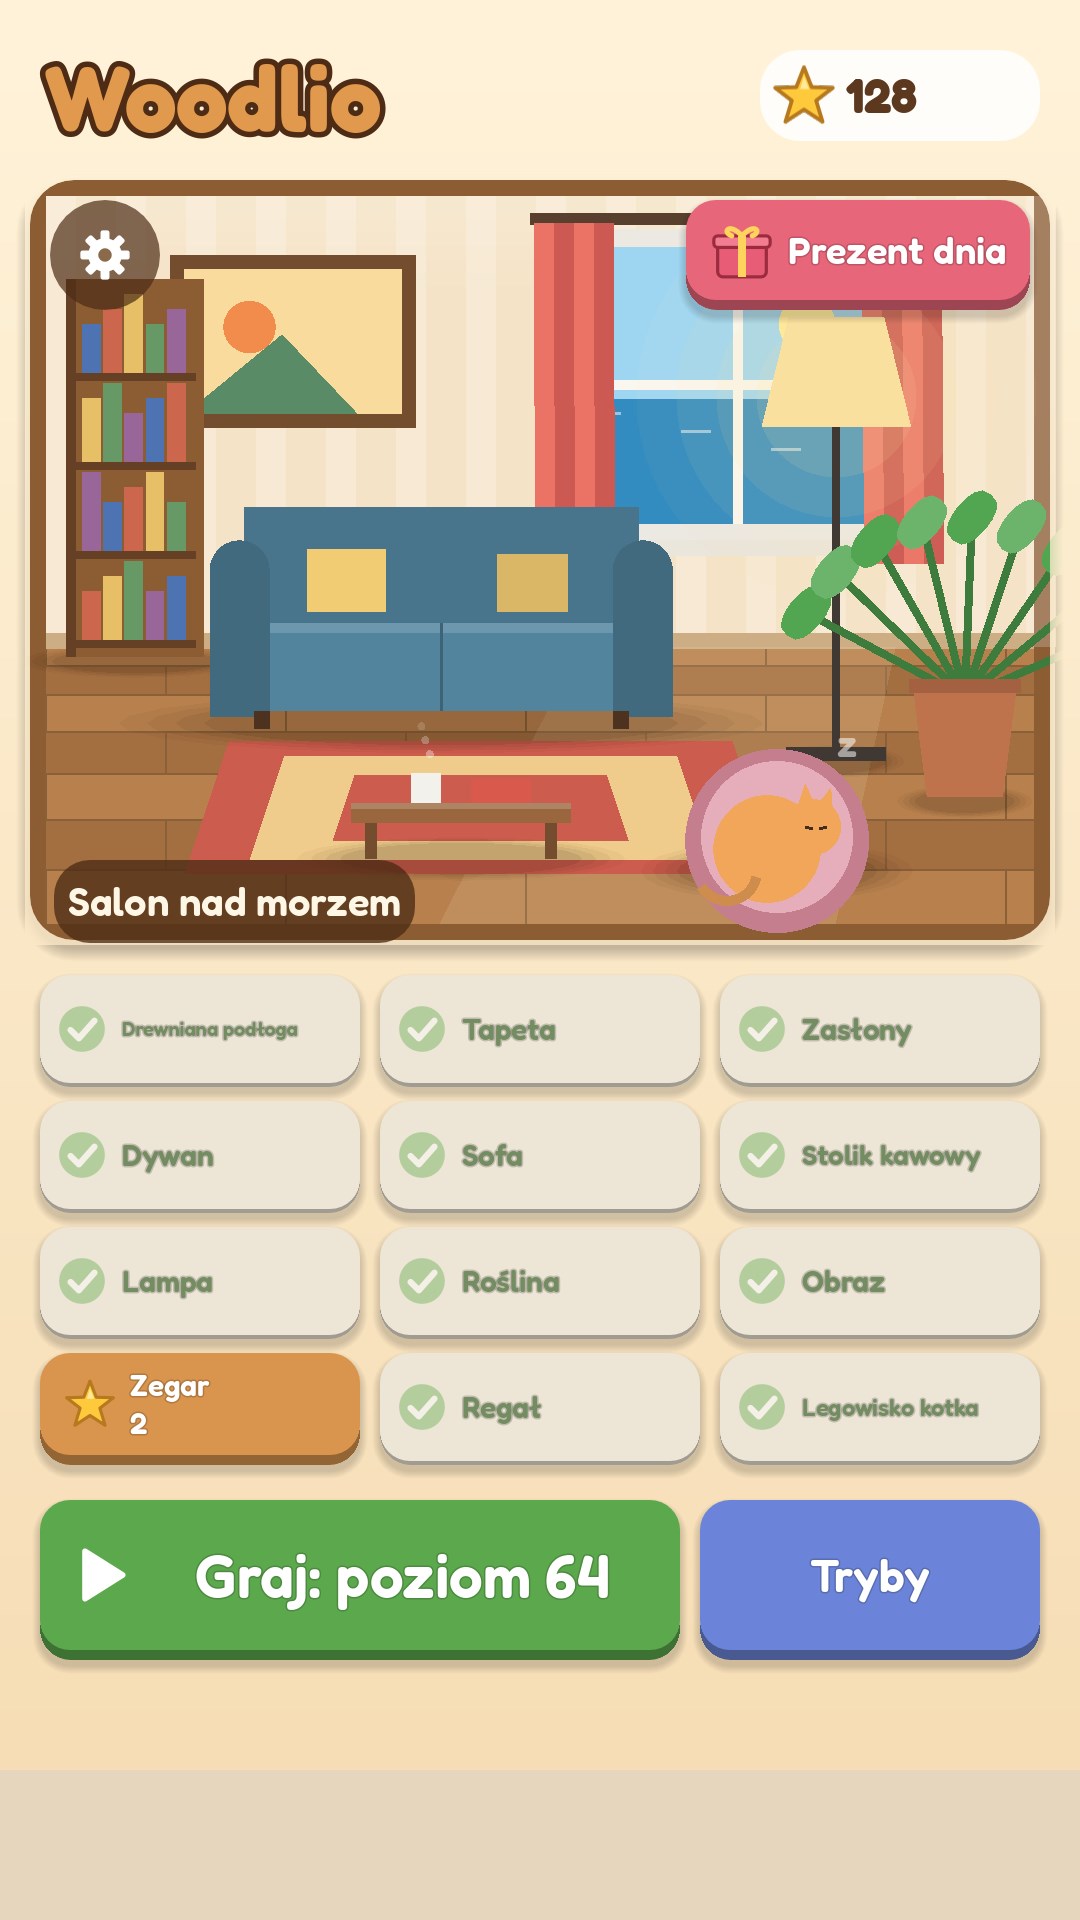 Woodlio
128
Prezent dnia
z
Salon nad morzem
Drewniana podłoga
Tapeta
Zasłony
Dywan
Sofa
Stolik kawowy
Lampa
Roślina
Obraz
Zegar
2
Regał
Legowisko kotka
Graj: poziom 64
Tryby